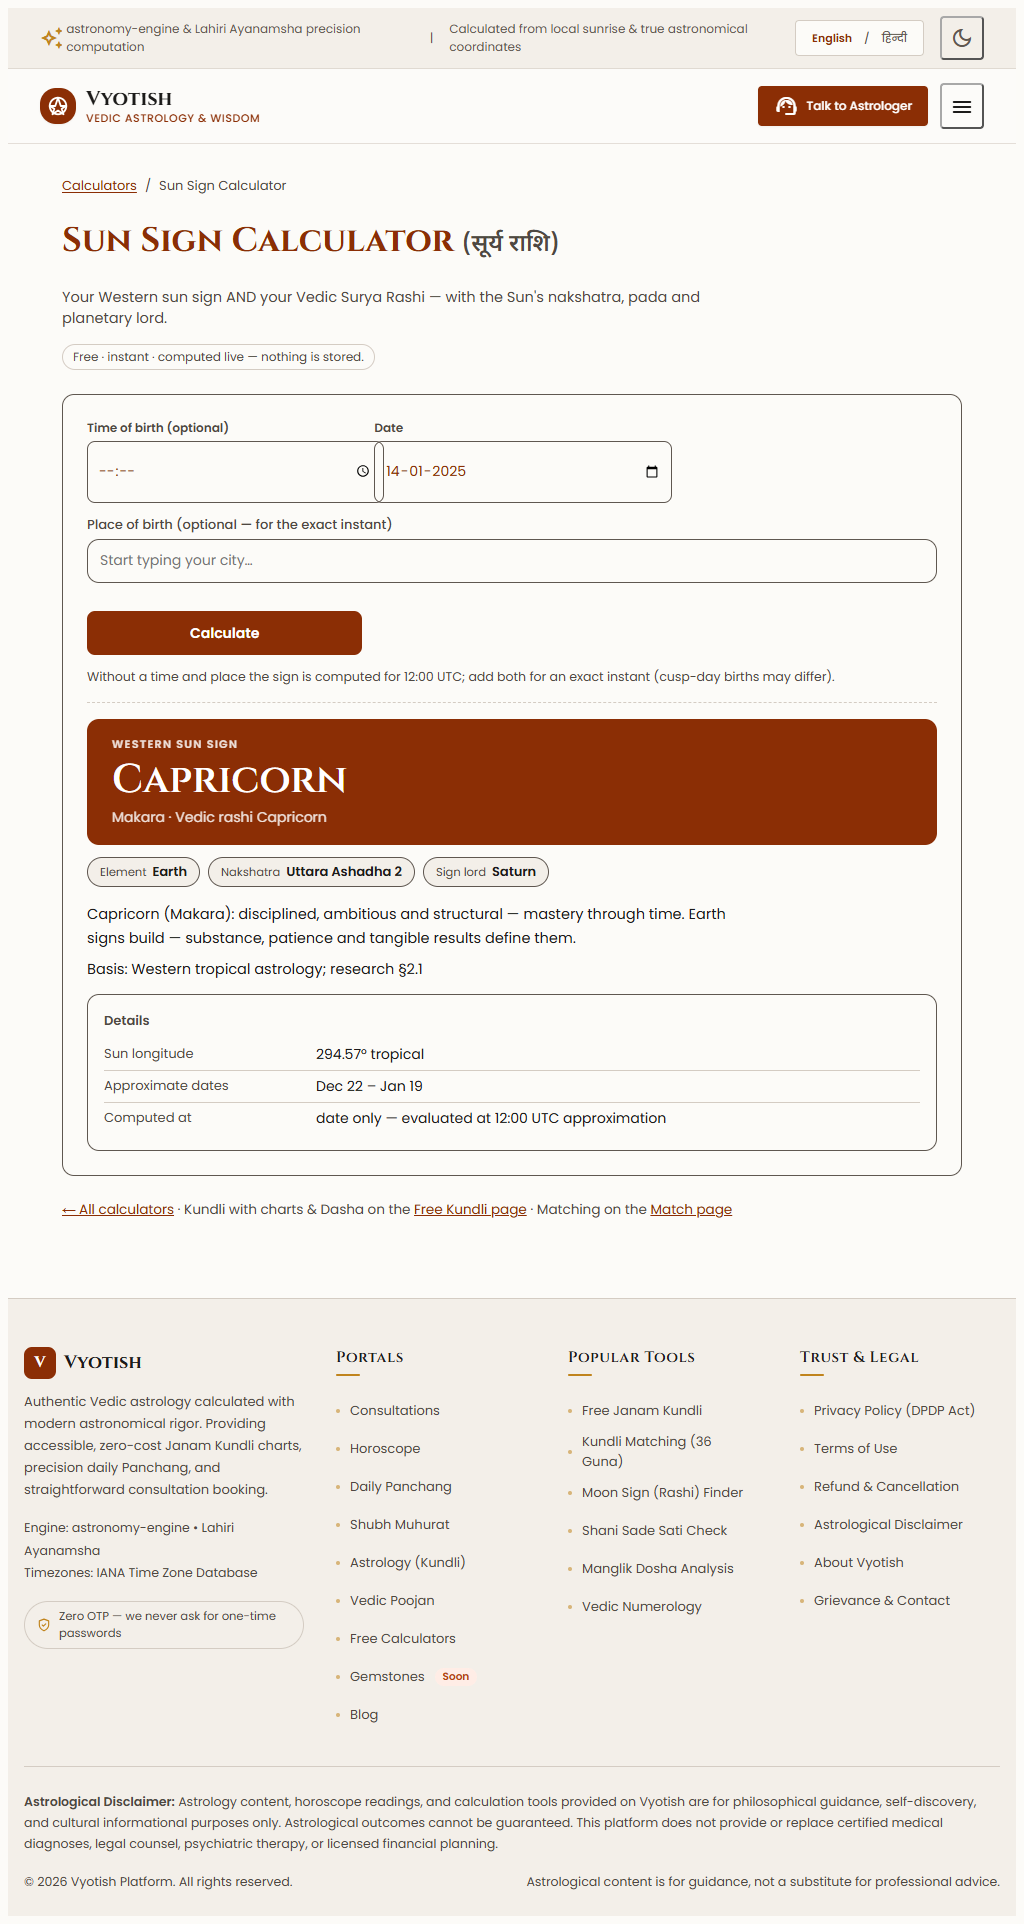 astronomy-engine & Lahiri Ayanamsha precision computation
|
Calculated from local sunrise & true astronomical coordinates
English / हिन्दी
Vyotish
VEDIC ASTROLOGY & WISDOM
Talk to Astrologer
Calculators / Sun Sign Calculator
Sun Sign Calculator (सूर्य राशि)
Your Western sun sign AND your Vedic Surya Rashi — with the Sun's nakshatra, pada and
planetary lord.
Free · instant · computed live — nothing is stored.
Time of birth (optional)
Date
--:--
14-01-2025
Place of birth (optional — for the exact instant)
Start typing your city...
Calculate
Without a time and place the sign is computed for 12:00 UTC; add both for an exact instant (cusp-day births may differ).
WESTERN SUN SIGN
Capricorn
Makara · Vedic rashi Capricorn
Element Earth
Nakshatra Uttara Ashadha 2
Sign lord Saturn
Capricorn (Makara): disciplined, ambitious and structural — mastery through time. Earth
signs build — substance, patience and tangible results define them.
Basis: Western tropical astrology; research §2.1
Details
Sun longitude 294.57° tropical
Approximate dates Dec 22 – Jan 19
Computed at date only — evaluated at 12:00 UTC approximation
← All calculators · Kundli with charts & Dasha on the Free Kundli page · Matching on the Match page
V Vyotish
Authentic Vedic astrology calculated with
modern astronomical rigor. Providing
accessible, zero-cost Janam Kundli charts,
precision daily Panchang, and
straightforward consultation booking.
Engine: astronomy-engine • Lahiri
Ayanamsha
Timezones: IANA Time Zone Database
Zero OTP — we never ask for one-time
passwords
Portals
Consultations
Horoscope
Daily Panchang
Shubh Muhurat
Astrology (Kundli)
Vedic Poojan
Free Calculators
Gemstones Soon
Blog
Popular Tools
Free Janam Kundli
Kundli Matching (36
Guna)
Moon Sign (Rashi) Finder
Shani Sade Sati Check
Manglik Dosha Analysis
Vedic Numerology
Trust & Legal
Privacy Policy (DPDP Act)
Terms of Use
Refund & Cancellation
Astrological Disclaimer
About Vyotish
Grievance & Contact
Astrological Disclaimer: Astrology content, horoscope readings, and calculation tools provided on Vyotish are for philosophical guidance, self-discovery,
and cultural informational purposes only. Astrological outcomes cannot be guaranteed. This platform does not provide or replace certified medical
diagnoses, legal counsel, psychiatric therapy, or licensed financial planning.
© 2026 Vyotish Platform. All rights reserved.
Astrological content is for guidance, not a substitute for professional advice.